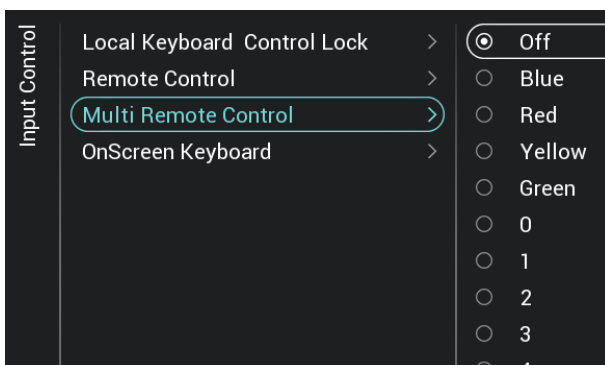 Input Control
Local Keyboard Control Lock
Remote Control
Multi Remote Control
OnScreen Keyboard
Off
Blue
Red
Yellow
Green
0
1
2
3